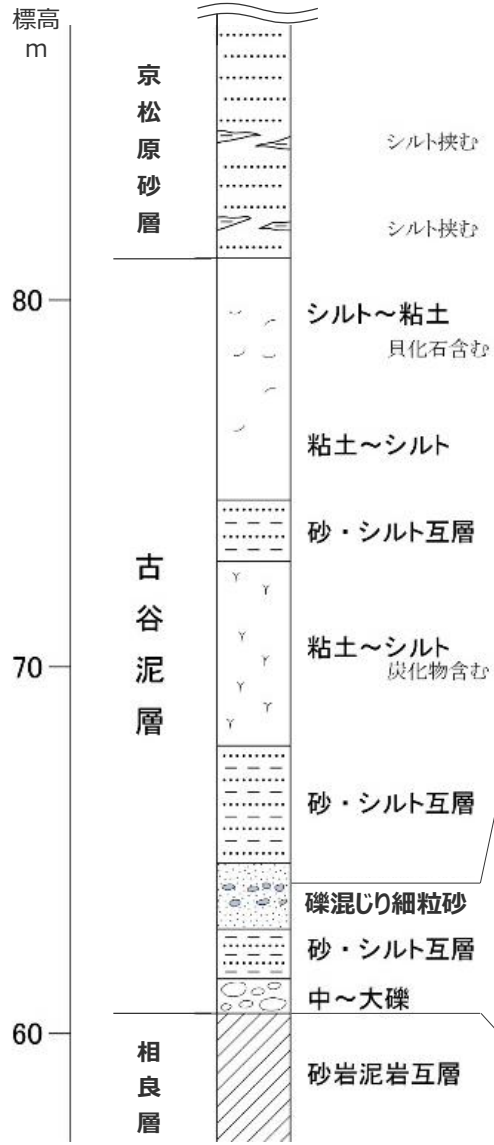 標高
m
京松原砂層
シルト挟む
シルト挟む
80
シルト～粘土
貝化石含む
粘土～シルト
砂・シルト互層
古谷泥層
粘土～シルト
70
炭化物含む
砂・シルト互層
礫混じり細粒砂
砂・シルト互層
中～大礫
60
相良層
砂岩泥岩互層